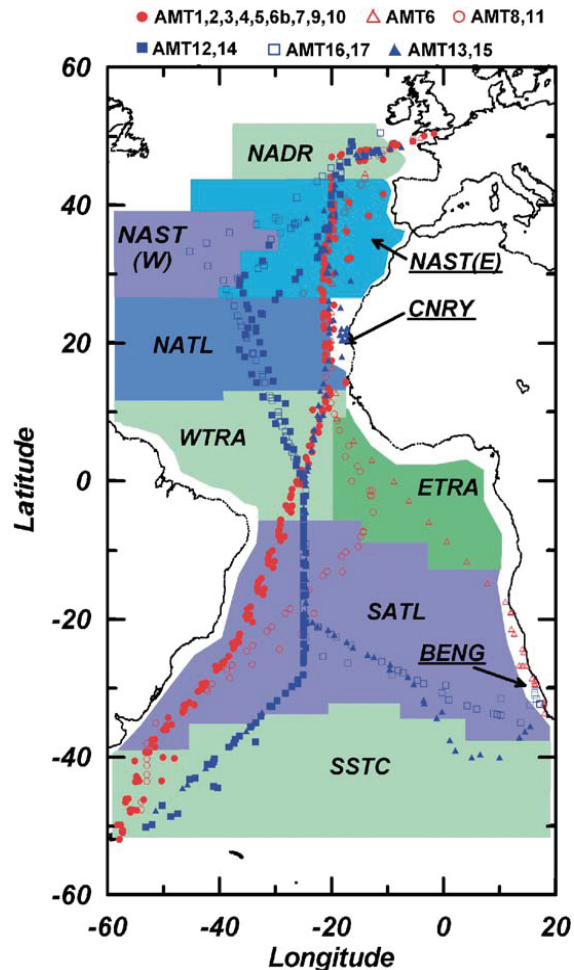 AMT1,2,3,4,5,6b,7,9,10 AMT6 AMT8,11
AMT12,14 AMT16,17 AMT13,15
60
NADR
40
NAST
(W)
NAST(E)
CNRY
20
NATL
WTRA
0
ETRA
Latitude
SATL
-20
BENG
SSTC
-40
-60
-60 -40 -20 0 20
Longitude